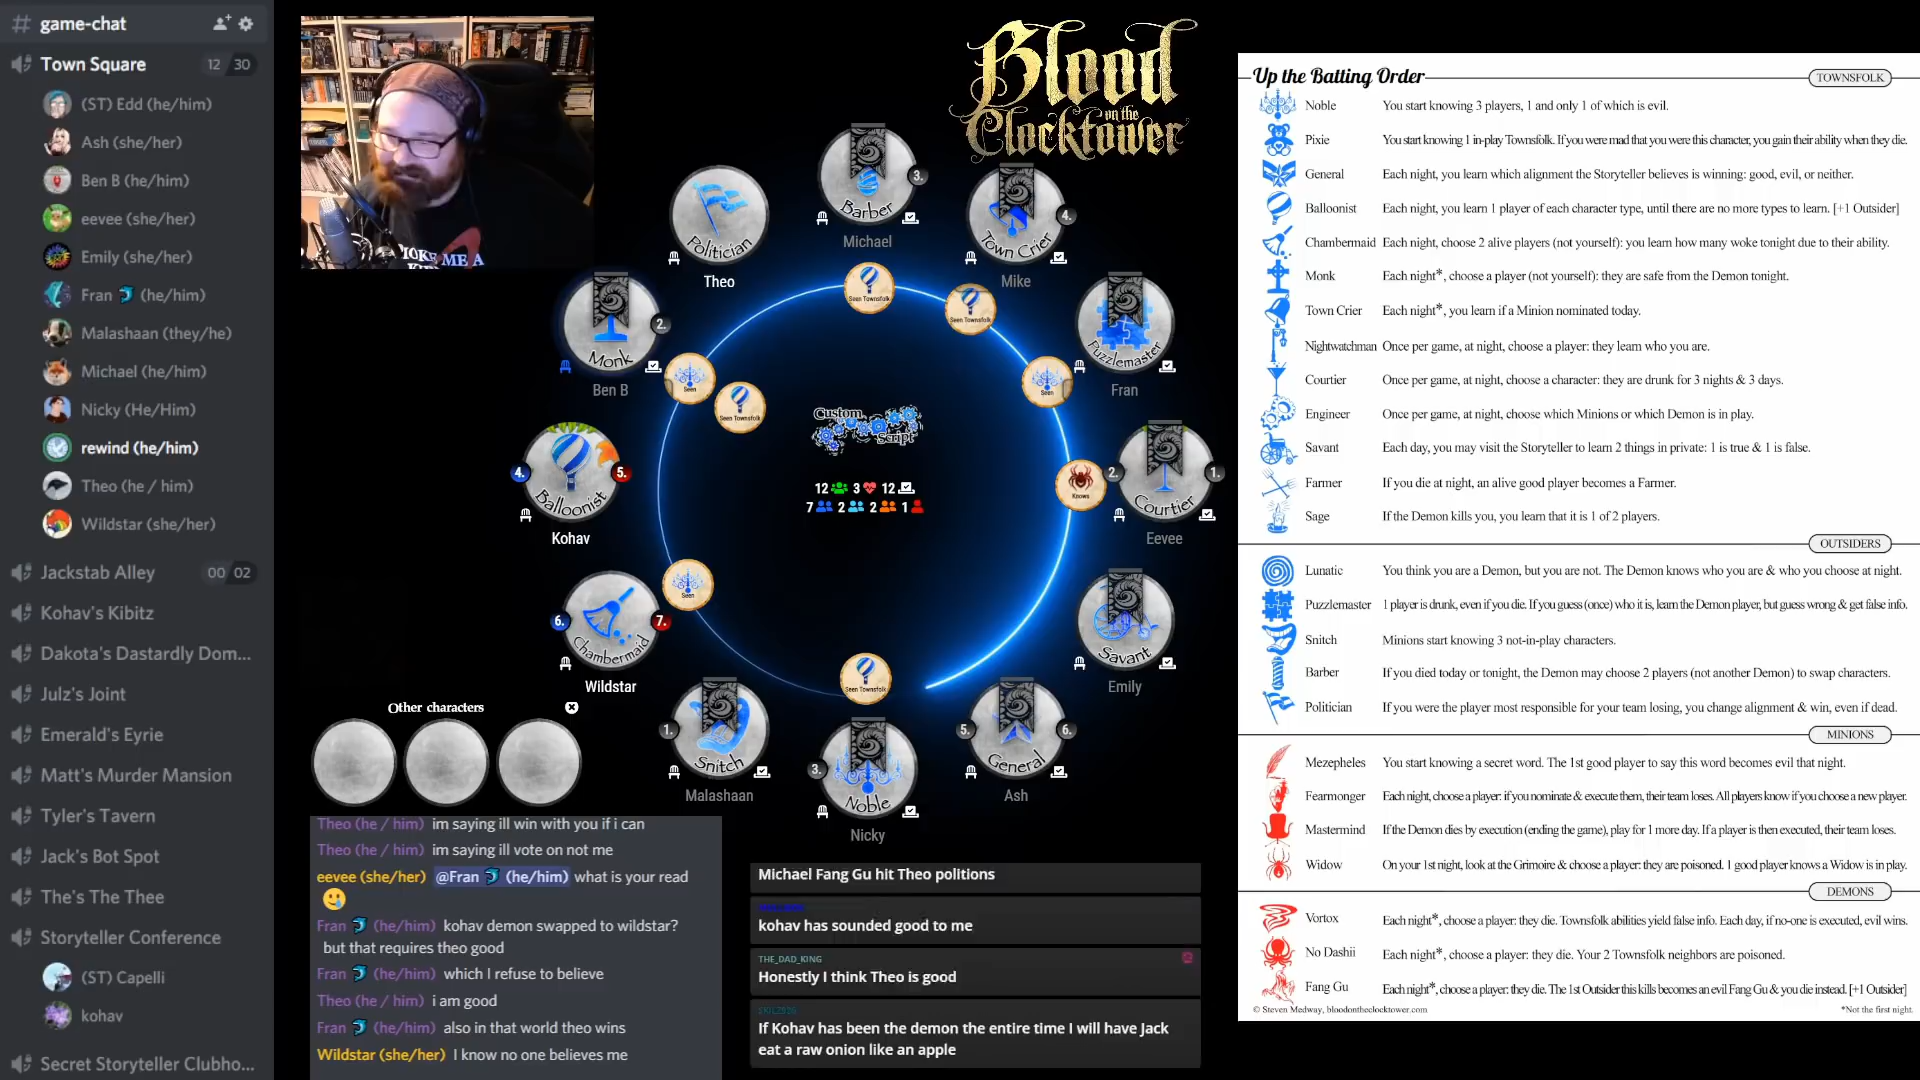 # game-chat
Town Square 12 30
(ST) Edd (he/him)
Ash (she/her)
Ben B (he/him)
eevee (she/her)
Emily (she/her)
Fran (he/him)
Malashaan (they/he)
Michael (he/him)
Nicky (He/Him)
rewind (he/him)
Theo (he / him)
Wildstar (she/her)
Jackstab Alley 00 02
Kohav's Kibitz
Dakota's Dastardly Dom...
Julz's Joint
Emerald's Eyrie
Matt's Murder Mansion
Tyler's Tavern
Jack's Bot Spot
The's The Thee
Storyteller Conference
(ST) Capelli
kohav
Secret Storyteller Clubho...
Blood
on the
Clocktower
Politician
Theo
Barber
3.
Michael
Town Crier
4.
Mike
Monk
2.
Ben B
Puzzlemaster
Fran
Balloonist
4. 5.
Kohav
Courtier
2. 1.
Eevee
Chambermaid
6. 7.
Wildstar
Savant
Emily
Snitch
1.
Malashaan
Noble
3.
Nicky
General
5. 6.
Ash
Seen Townsfolk
Seen Townsfolk
Seen
Seen Townsfolk
Seen
Knows
Seen
Seen Townsfolk
Custom
Script
12 3 12
7 2 2 1
Other characters
Theo (he / him) im saying ill win with you if i can
Theo (he / him) im saying ill vote on not me
eevee (she/her) @Fran (he/him) what is your read
Fran (he/him) kohav demon swapped to wildstar?
but that requires theo good
Fran (he/him) which I refuse to believe
Theo (he / him) i am good
Fran (he/him) also in that world theo wins
Wildstar (she/her) I know no one believes me
Michael Fang Gu hit Theo politions
kohav has sounded good to me
THE_DAD_KING
Honestly I think Theo is good
If Kohav has been the demon the entire time I will have Jack
eat a raw onion like an apple
Up the Batting Order
TOWNSFOLK
Noble You start knowing 3 players, 1 and only 1 of which is evil.
Pixie You start knowing 1 in-play Townsfolk. If you were mad that you were this character, you gain their ability when they die.
General Each night, you learn which alignment the Storyteller believes is winning: good, evil, or neither.
Balloonist Each night, you learn 1 player of each character type, until there are no more types to learn. [+1 Outsider]
Chambermaid Each night, choose 2 alive players (not yourself): you learn how many woke tonight due to their ability.
Monk Each night*, choose a player (not yourself): they are safe from the Demon tonight.
Town Crier Each night*, you learn if a Minion nominated today.
Nightwatchman Once per game, at night, choose a player: they learn who you are.
Courtier Once per game, at night, choose a character: they are drunk for 3 nights & 3 days.
Engineer Once per game, at night, choose which Minions or which Demon is in play.
Savant Each day, you may visit the Storyteller to learn 2 things in private: 1 is true & 1 is false.
Farmer If you die at night, an alive good player becomes a Farmer.
Sage If the Demon kills you, you learn that it is 1 of 2 players.
OUTSIDERS
Lunatic You think you are a Demon, but you are not. The Demon knows who you are & who you choose at night.
Puzzlemaster 1 player is drunk, even if you die. If you guess (once) who it is, learn the Demon player, but guess wrong & get false info.
Snitch Minions start knowing 3 not-in-play characters.
Barber If you died today or tonight, the Demon may choose 2 players (not another Demon) to swap characters.
Politician If you were the player most responsible for your team losing, you change alignment & win, even if dead.
MINIONS
Mezepheles You start knowing a secret word. The 1st good player to say this word becomes evil that night.
Fearmonger Each night, choose a player: if you nominate & execute them, their team loses. All players know if you choose a new player.
Mastermind If the Demon dies by execution (ending the game), play for 1 more day. If a player is then executed, their team loses.
Widow On your 1st night, look at the Grimoire & choose a player: they are poisoned. 1 good player knows a Widow is in play.
DEMONS
Vortox Each night*, choose a player: they die. Townsfolk abilities yield false info. Each day, if no-one is executed, evil wins.
No Dashii Each night*, choose a player: they die. Your 2 Townsfolk neighbors are poisoned.
Fang Gu Each night*, choose a player: they die. The 1st Outsider this kills becomes an evil Fang Gu & you die instead. [+1 Outsider]
© Steven Medway, bloodontheclocktower.com *Not the first night.